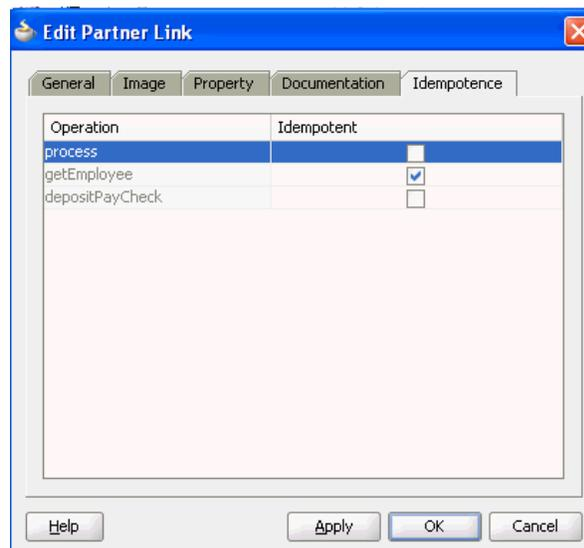 Edit Partner Link
General Image Property Documentation Idempotence
Operation Idempotent
process
getEmployee
depositPayCheck
Help Apply OK Cancel